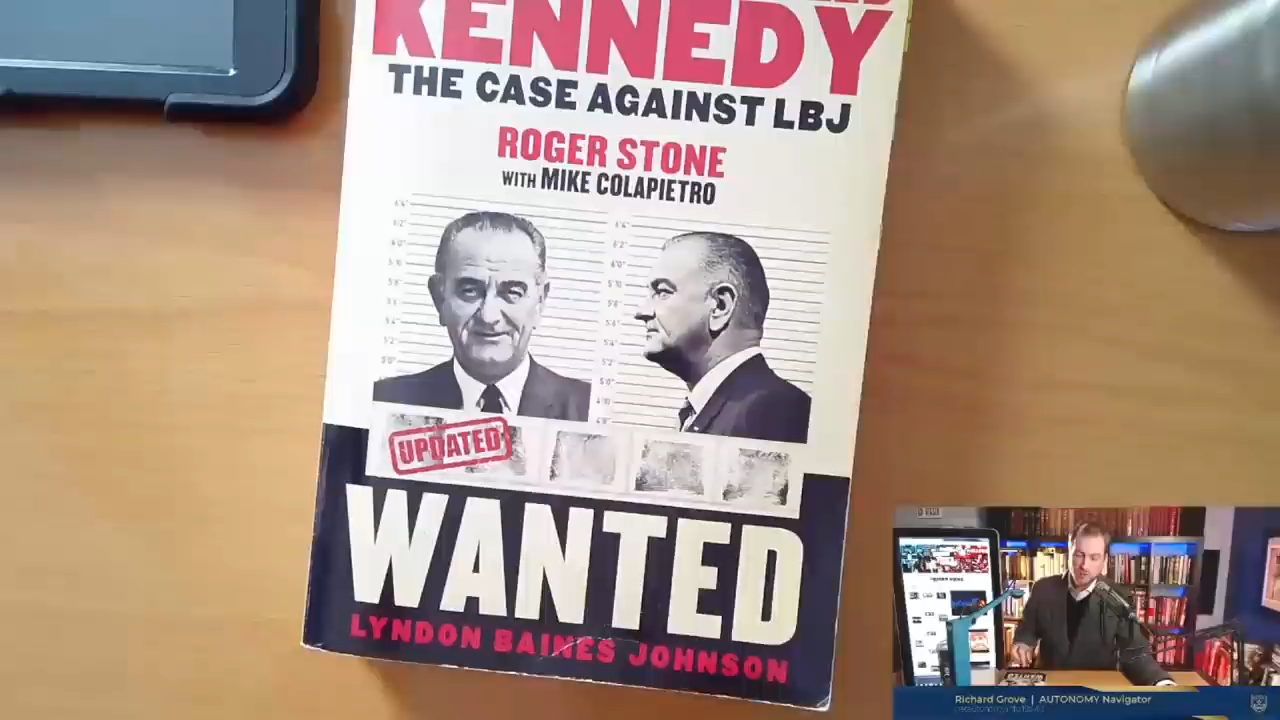 KENNEDY
THE CASE AGAINST LBJ
ROGER STONE
WITH MIKE COLAPIETRO
UPDATED
WANTED
LYNDON BAINES JOHNSON
Richard Grove | AUTONOMY Navigator